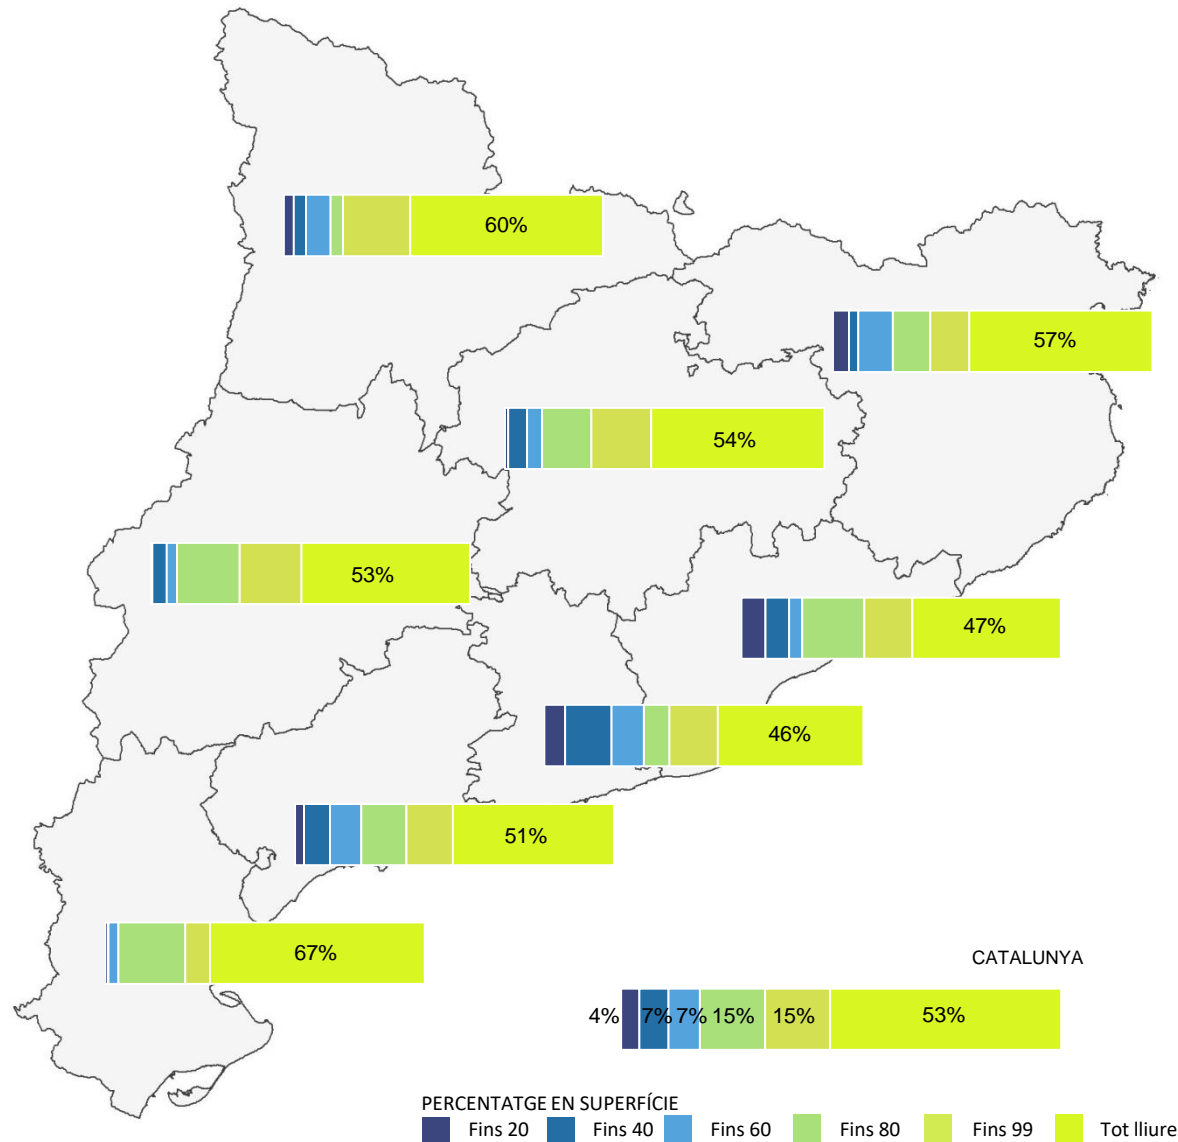 60%
57%
54%
53%
47%
46%
51%
67%
CATALUNYA
4% 7% 7% 15% 15% 53%
PERCENTATGE EN SUPERFÍCIE
Fins 20 Fins 40 Fins 60 Fins 80 Fins 99 Tot lliure